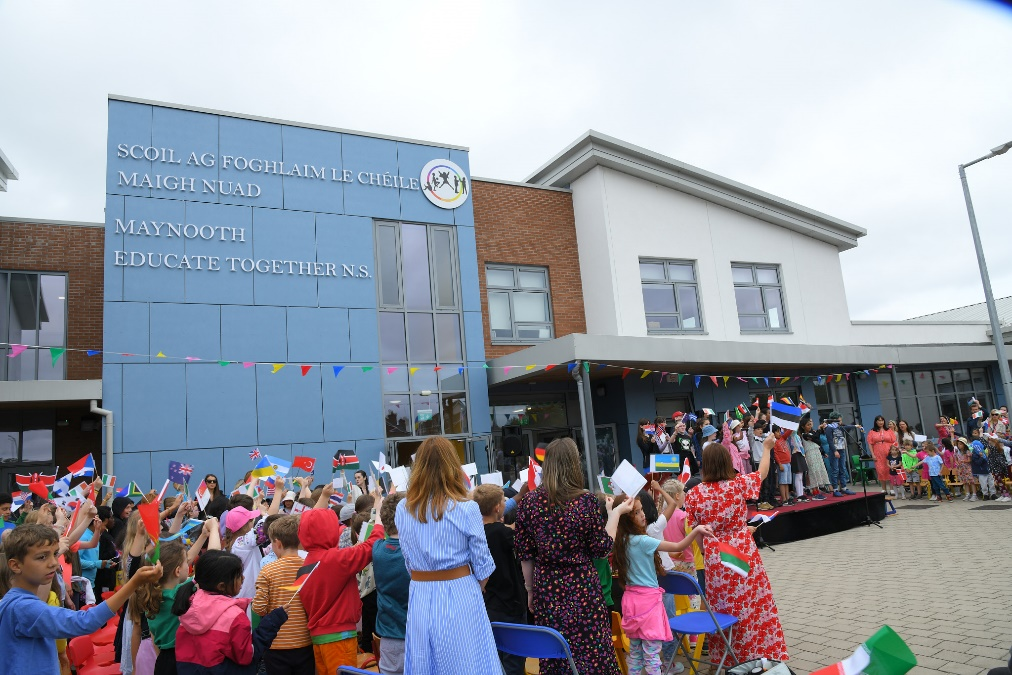 SCOIL AG FOGHLAIM LE CHÉILE
MAIGH NUAD
MAYNOOTH
EDUCATE TOGETHER N.S.